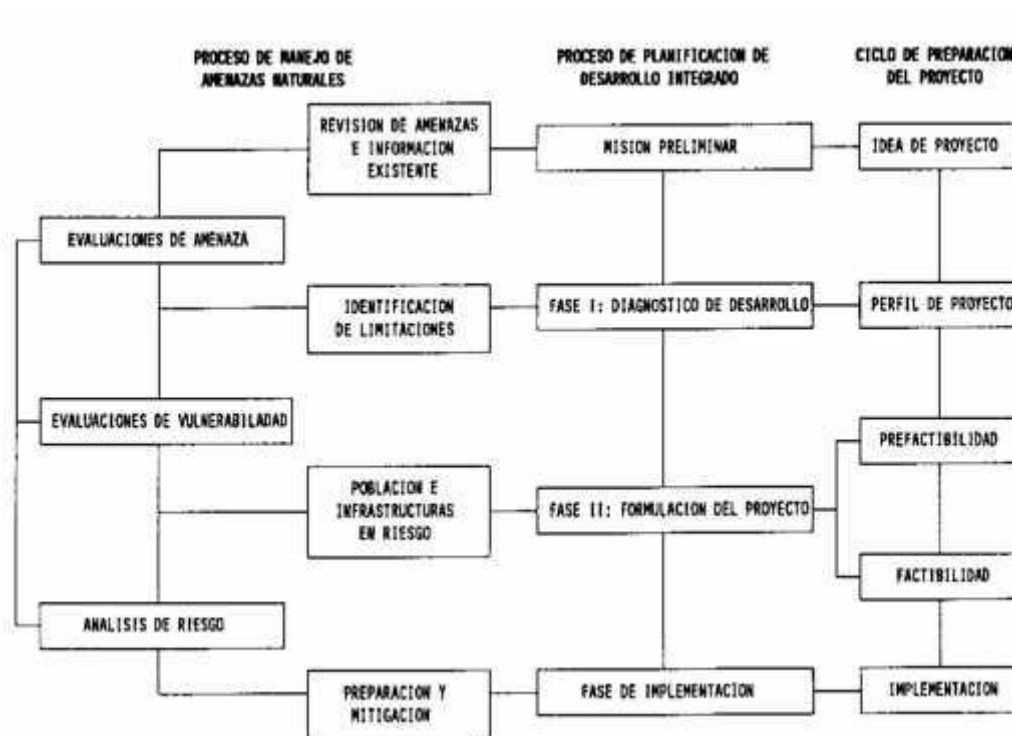 PROCESO DE MANEJO DE
AMENAZAS NATURALES
PROCESO DE PLANIFICACION DE
DESARROLLO INTEGRADO
CICLO DE PREPARACION
DEL PROYECTO
REVISION DE AMENAZAS
E INFORMACION
EXISTENTE
MISION PRELIMINAR
IDEA DE PROYECTO
EVALUACIONES DE AMENAZA
IDENTIFICACION
DE LIMITACIONES
FASE I: DIAGNOSTICO DE DESARROLLO
PERFIL DE PROYECTO
EVALUACIONES DE VULNERABILADAD
PREFACTIBILIDAD
POBLACION E
INFRASTRUCTURAS
EN RIESGO
FASE II: FORMULACION DEL PROYECTO
FACTIBILIDAD
ANALISIS DE RIESGO
PREPARACION Y
MITIGACION
FASE DE IMPLEMENTACION
IMPLEMENTACION